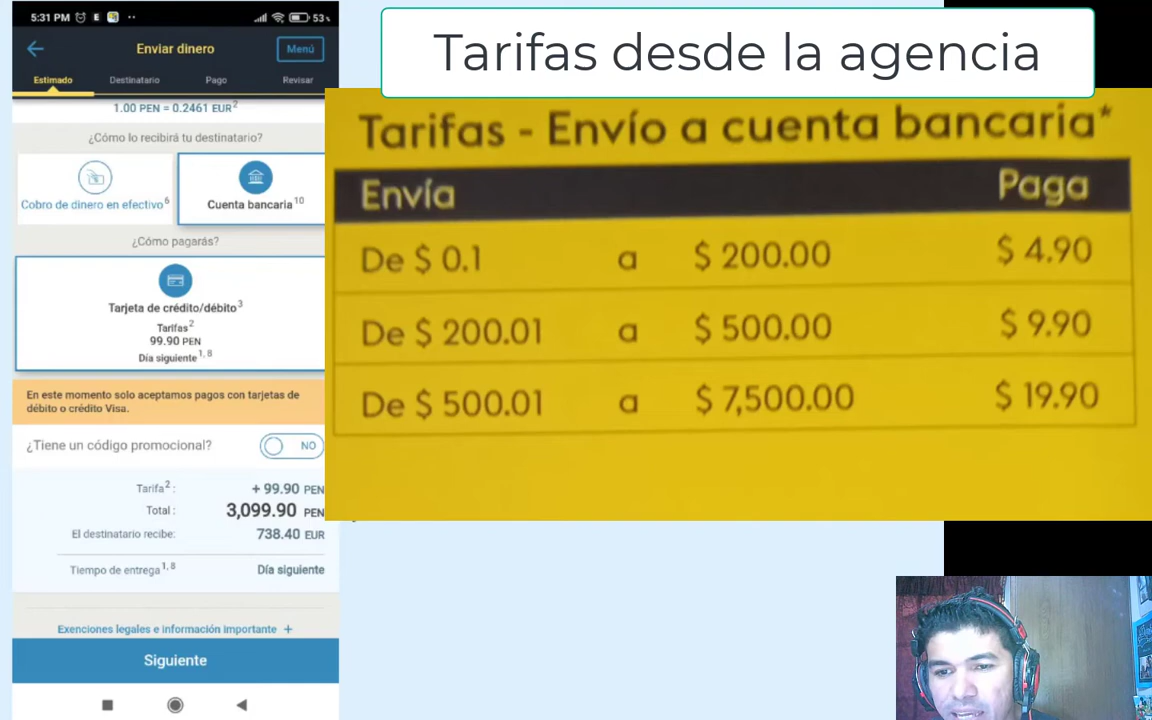 5:31 PM
53%
Enviar dinero
Menú
Estimado
Destinatario
Pago
Revisar
1.00 PEN = 0.2461 EUR2
¿Cómo lo recibirá tu destinatario?
Cobro de dinero en efectivo6
Cuenta bancaria10
¿Cómo pagarás?
Tarjeta de crédito/débito3
Tarifas2
99.90 PEN
Día siguiente1, 8
En este momento solo aceptamos pagos con tarjetas de
débito o crédito Visa.
¿Tiene un código promocional?
NO
Tarifa2 :
+ 99.90 PEN
Total :
3,099.90 PEN
El destinatario recibe:
738.40 EUR
Tiempo de entrega1, 8
Día siguiente
Exenciones legales e información importante +
Siguiente
Tarifas desde la agencia
Tarifas - Envío a cuenta bancaria*
Envía Paga
De $ 0.1 a $ 200.00 $ 4.90
De $ 200.01 a $ 500.00 $ 9.90
De $ 500.01 a $ 7,500.00 $ 19.90